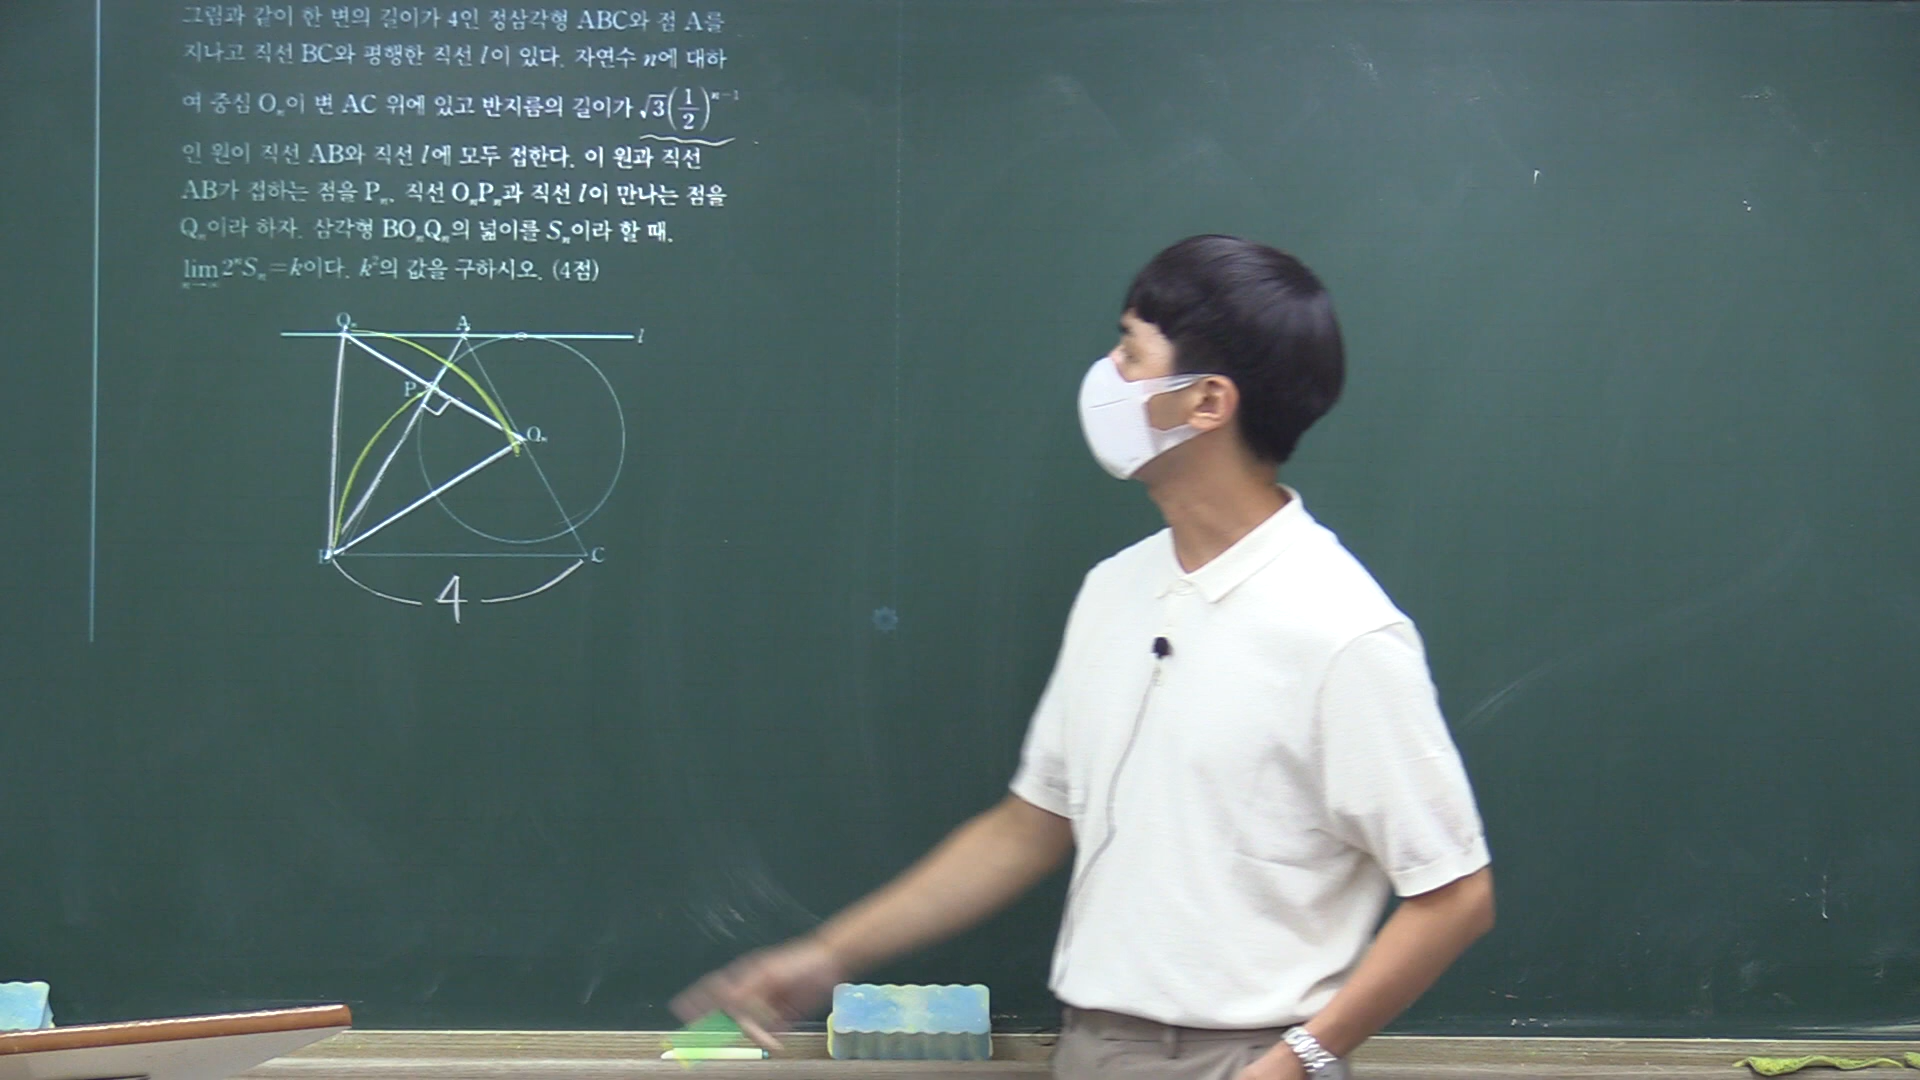 그림과 같이 한 변의 길이가 4인 정삼각형 ABC와 점 A를
지나고 직선 BC와 평행한 직선 l이 있다. 자연수 n에 대하
여 중심 Oₙ이 변 AC 위에 있고 반지름의 길이가 √3(1/2)ⁿ⁻¹
인 원이 직선 AB와 직선 l에 모두 접한다. 이 원과 직선
AB가 접하는 점을 Pₙ, 직선 OₙPₙ과 직선 l이 만나는 점을
Qₙ이라 하자. 삼각형 BOₙQₙ의 넓이를 Sₙ이라 할 때,
lim 2ⁿSₙ=k이다. k²의 값을 구하시오. (4점)
n→∞
Qₙ A l
P
Oₙ
B C
4